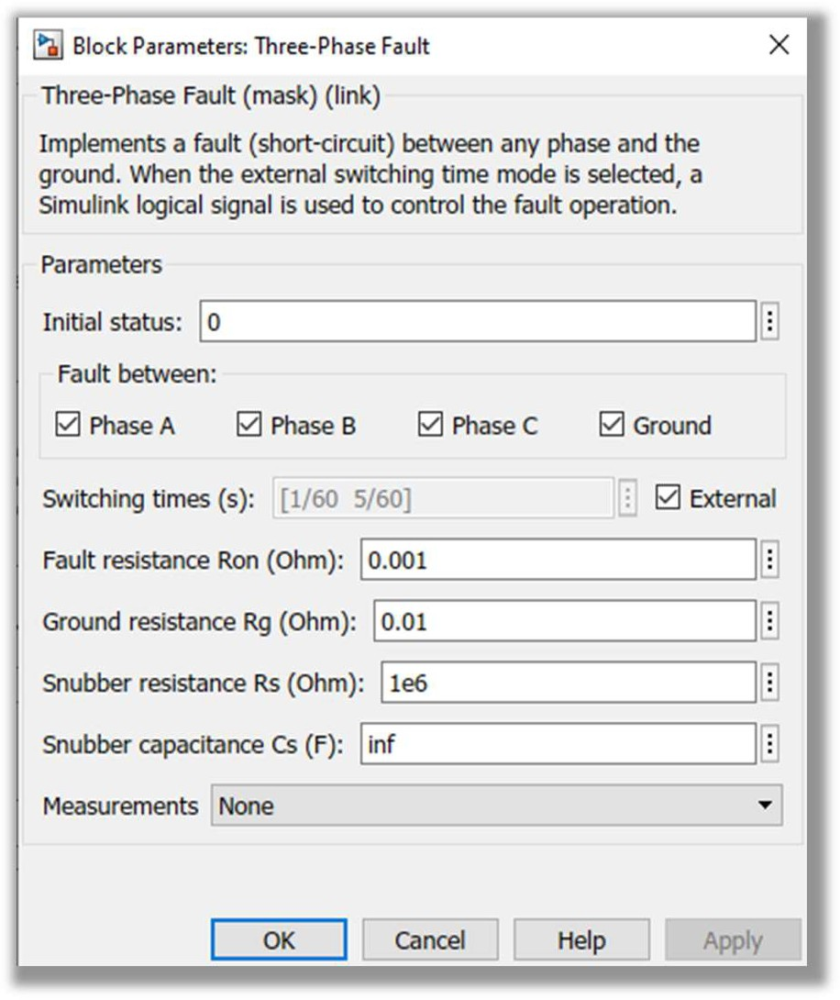 Block Parameters: Three-Phase Fault
Three-Phase Fault (mask) (link)
Implements a fault (short-circuit) between any phase and the
ground. When the external switching time mode is selected, a
Simulink logical signal is used to control the fault operation.
Parameters
Initial status: 0
Fault between:
Phase A Phase B Phase C Ground
Switching times (s): [1/60 5/60] External
Fault resistance Ron (Ohm): 0.001
Ground resistance Rg (Ohm): 0.01
Snubber resistance Rs (Ohm): 1e6
Snubber capacitance Cs (F): inf
Measurements None
OK Cancel Help Apply